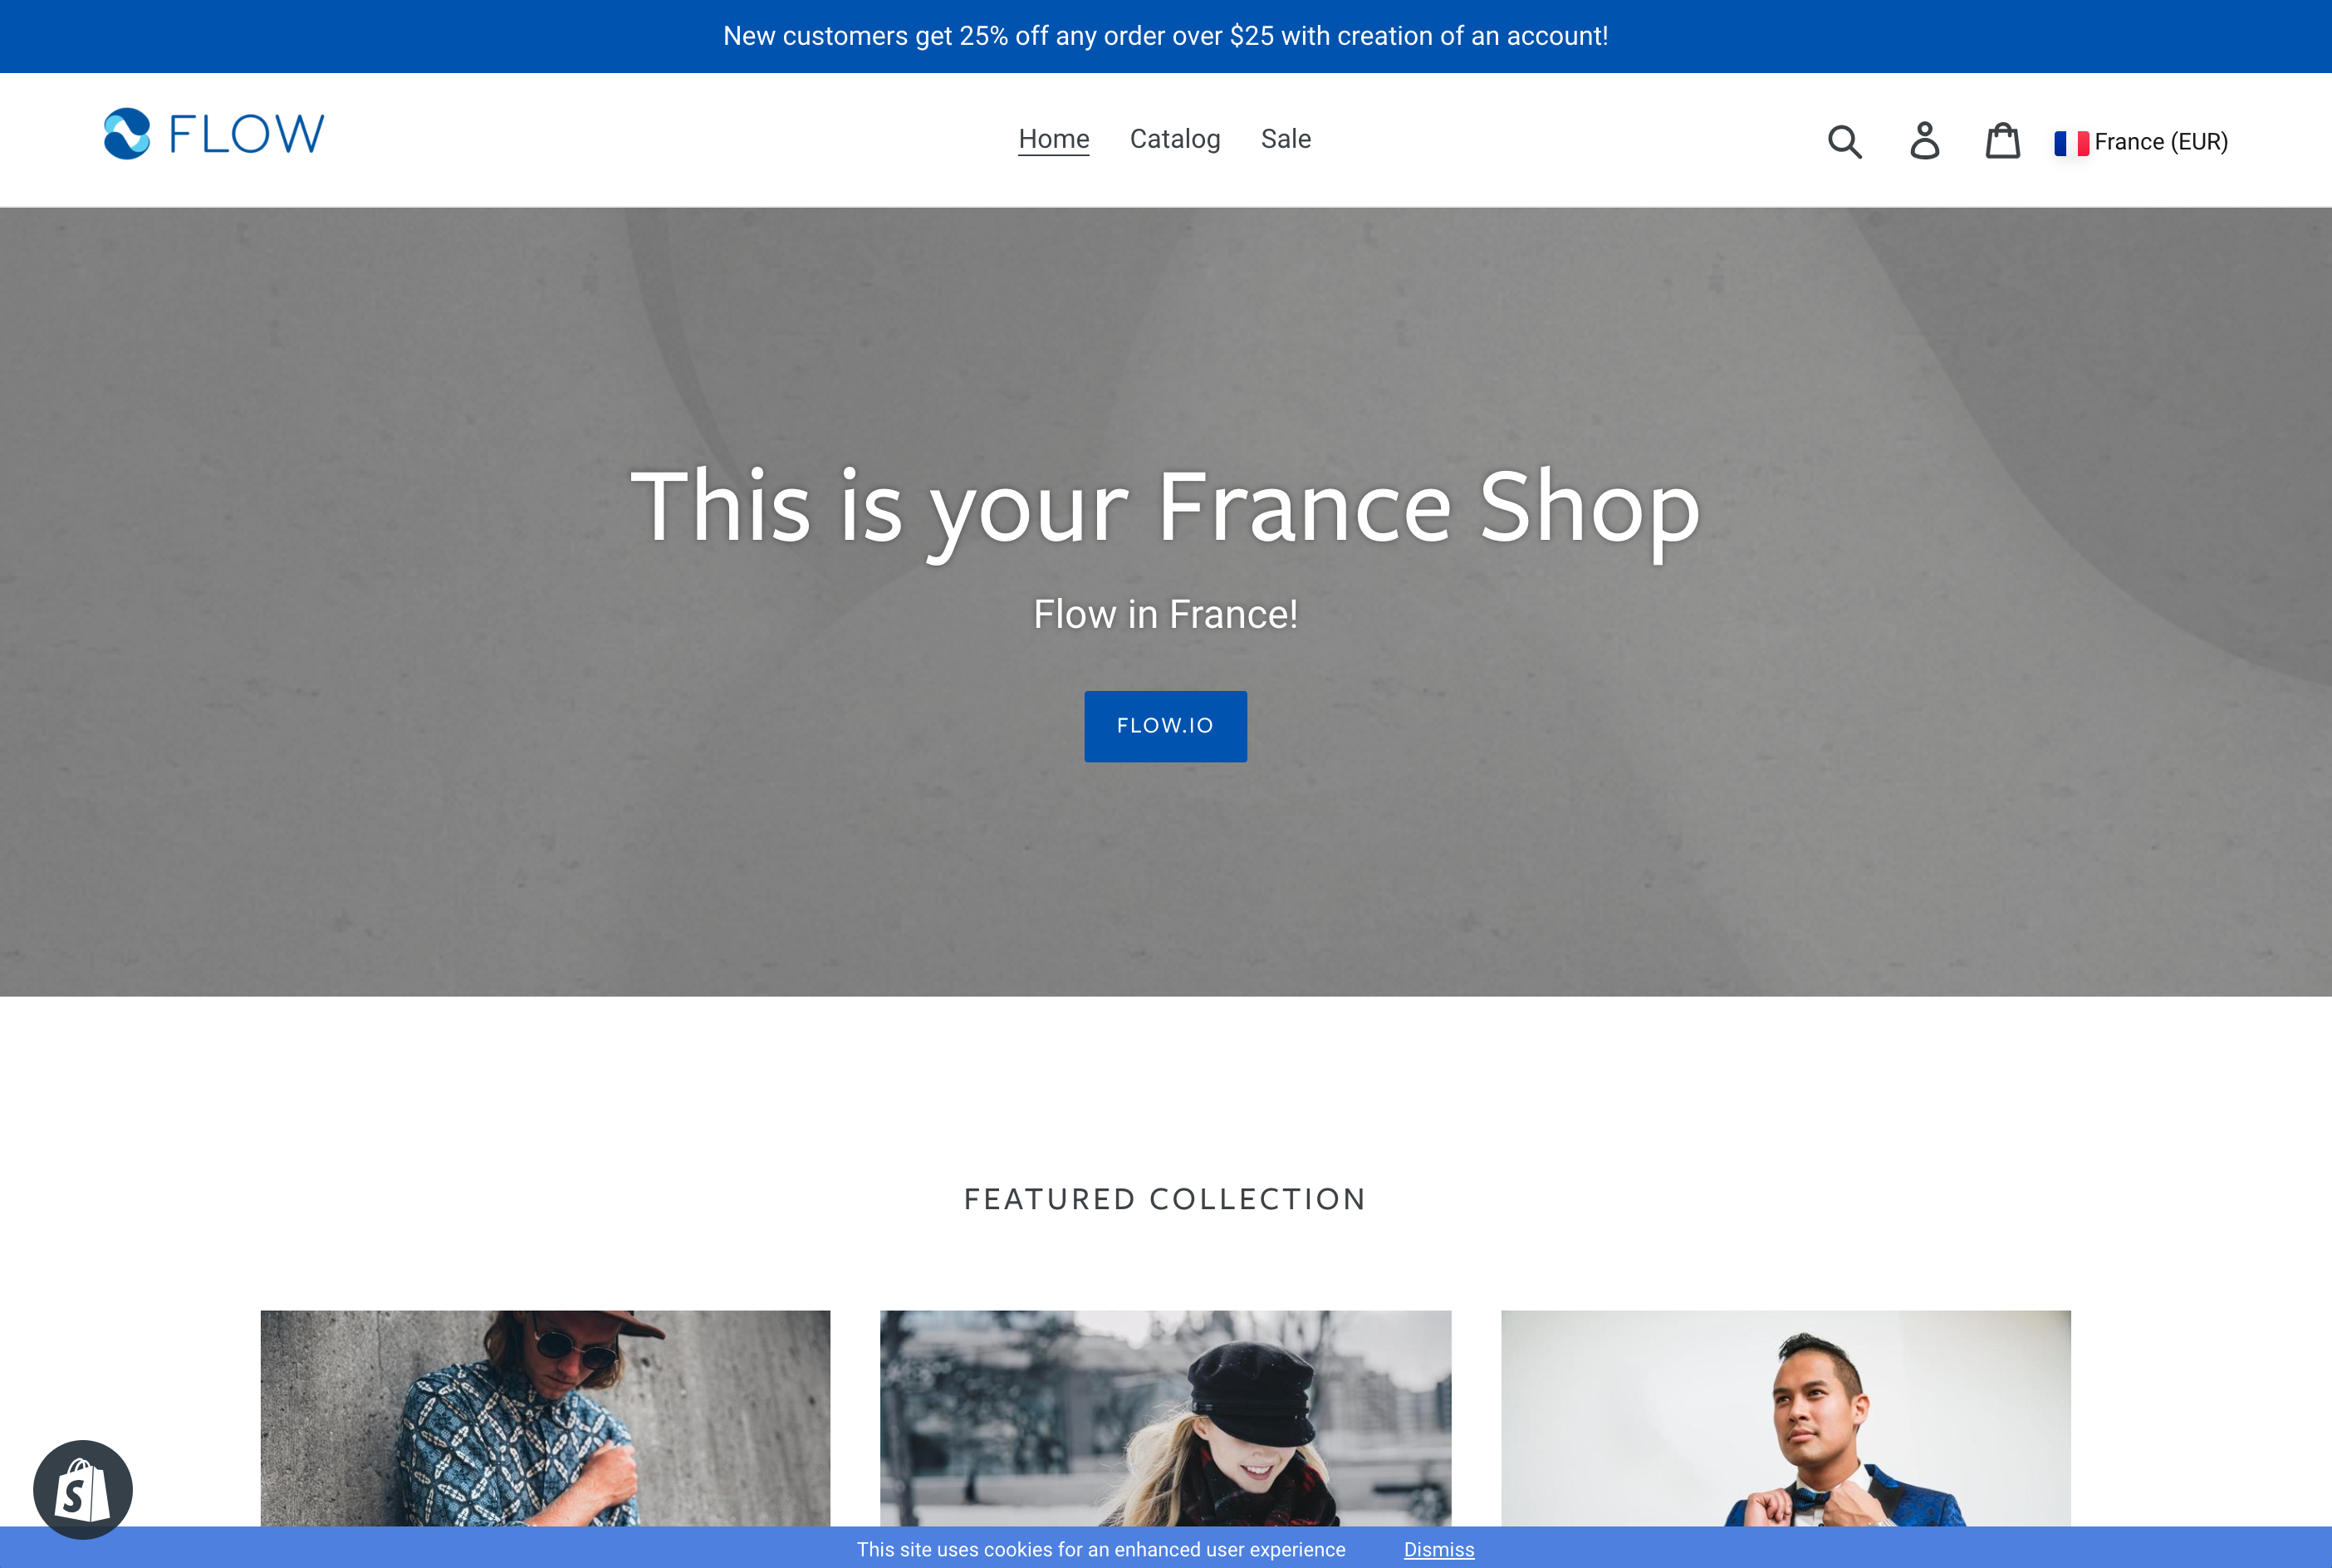 New customers get 25% off any order over $25 with creation of an account!
FLOW
Home Catalog Sale
France (EUR)
This is your France Shop
Flow in France!
FLOW.IO
FEATURED COLLECTION
S
This site uses cookies for an enhanced user experience Dismiss